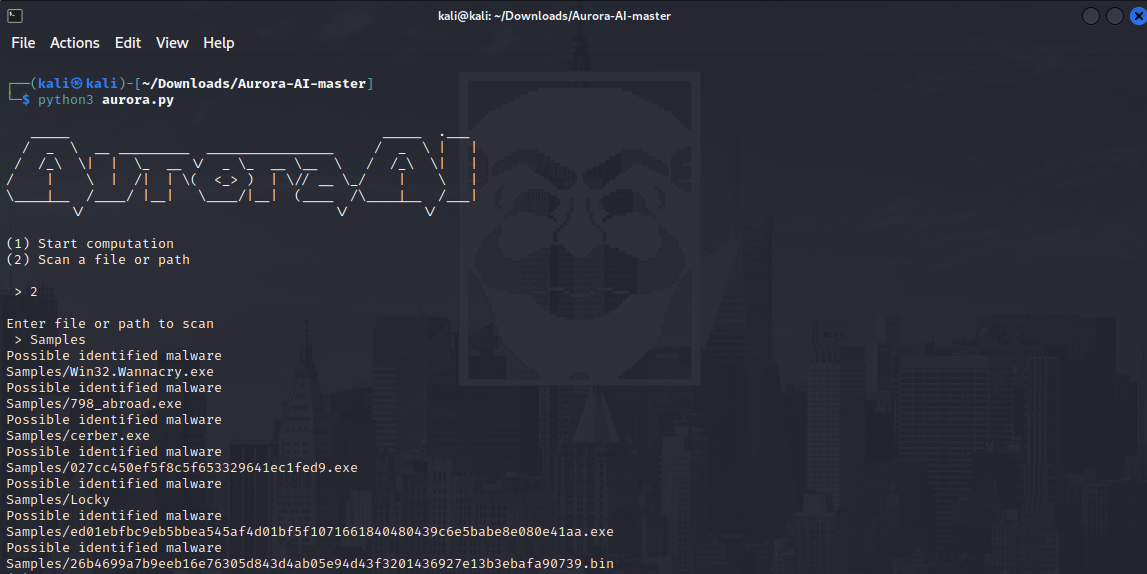 kali@kali: ~/Downloads/Aurora-AI-master
File Actions Edit View Help
┌──(kali㉿kali)-[~/Downloads/Aurora-AI-master]
└─$ python3 aurora.py
Aurora AI
(1) Start computation
(2) Scan a file or path
> 2
Enter file or path to scan
> Samples
Possible identified malware
Samples/Win32.Wannacry.exe
Possible identified malware
Samples/798_abroad.exe
Possible identified malware
Samples/cerber.exe
Possible identified malware
Samples/027cc450ef5f8c5f653329641ec1fed9.exe
Possible identified malware
Samples/Locky
Possible identified malware
Samples/ed01ebfbc9eb5bbea545af4d01bf5f1071661840480439c6e5babe8e080e41aa.exe
Possible identified malware
Samples/26b4699a7b9eeb16e76305d843d4ab05e94d43f3201436927e13b3ebafa90739.bin